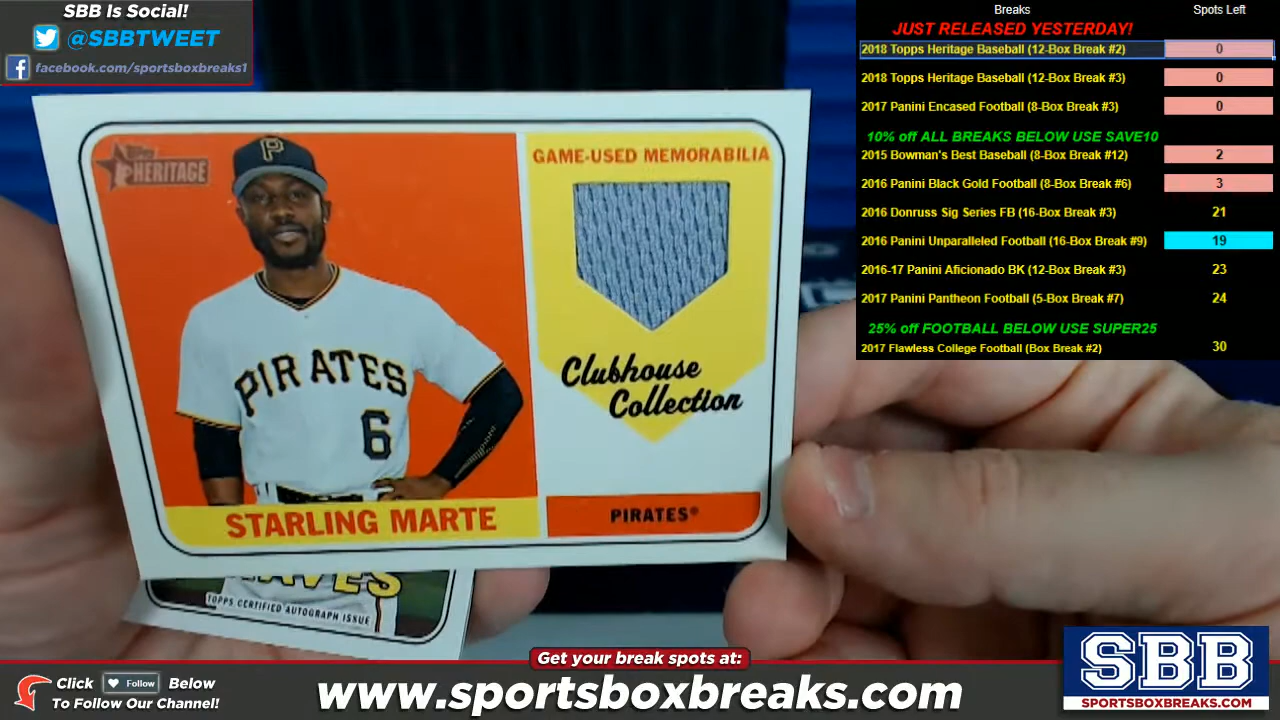 SBB Is Social!
@SBBTWEET
facebook.com/sportsboxbreaks1
Breaks Spots Left
JUST RELEASED YESTERDAY!
2018 Topps Heritage Baseball (12-Box Break #2) 0
2018 Topps Heritage Baseball (12-Box Break #3) 0
2017 Panini Encased Football (8-Box Break #3) 0
10% off ALL BREAKS BELOW USE SAVE10
2015 Bowman's Best Baseball (8-Box Break #12) 2
2016 Panini Black Gold Football (8-Box Break #6) 3
2016 Donruss Sig Series FB (16-Box Break #3) 21
2016 Panini Unparalleled Football (16-Box Break #9) 19
2016-17 Panini Aficionado BK (12-Box Break #3) 23
2017 Panini Pantheon Football (5-Box Break #7) 24
25% off FOOTBALL BELOW USE SUPER25
2017 Flawless College Football (Box Break #2) 30
Topps
HERITAGE
P
PIRATES
6
STARLING MARTE
GAME-USED MEMORABILIA
Clubhouse
Collection
PIRATES®
TOPPS CERTIFIED AUTOGRAPH ISSUE
Get your break spots at:
Click Follow Below
To Follow Our Channel!
www.sportsboxbreaks.com
SBB
SPORTSBOXBREAKS.COM